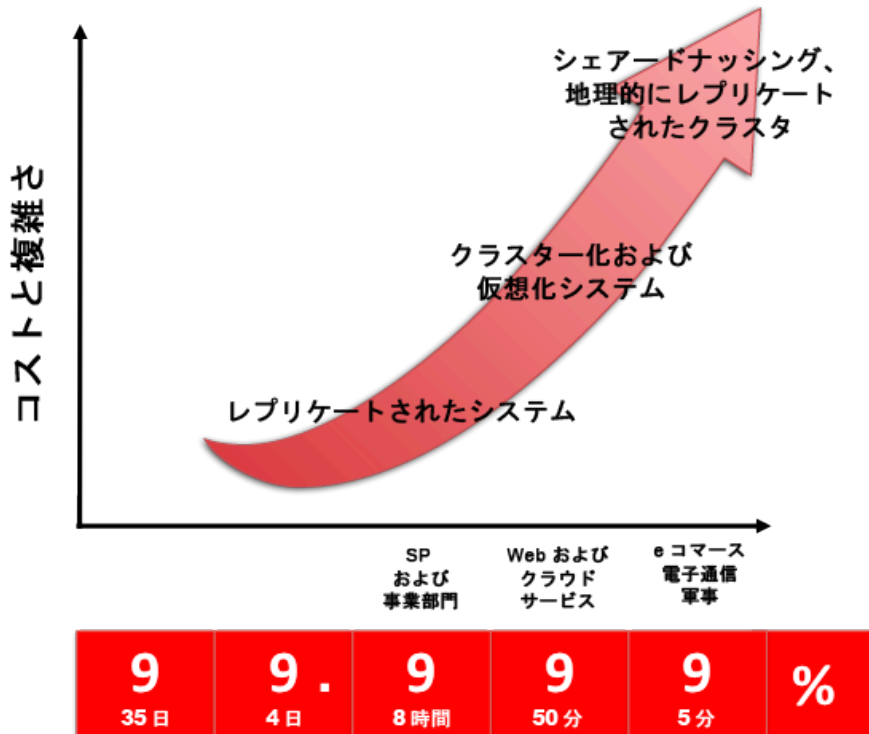 シェアードナッシング、
地理的にレプリケート
されたクラスタ
コストと複雑さ
クラスター化および
仮想化システム
レプリケートされたシステム
SP
および
事業部門
Web および
クラウド
サービス
e コマース
電子通信
軍事
9 9 . 9 9 9 %
35 日 4 日 8 時間 50 分 5 分